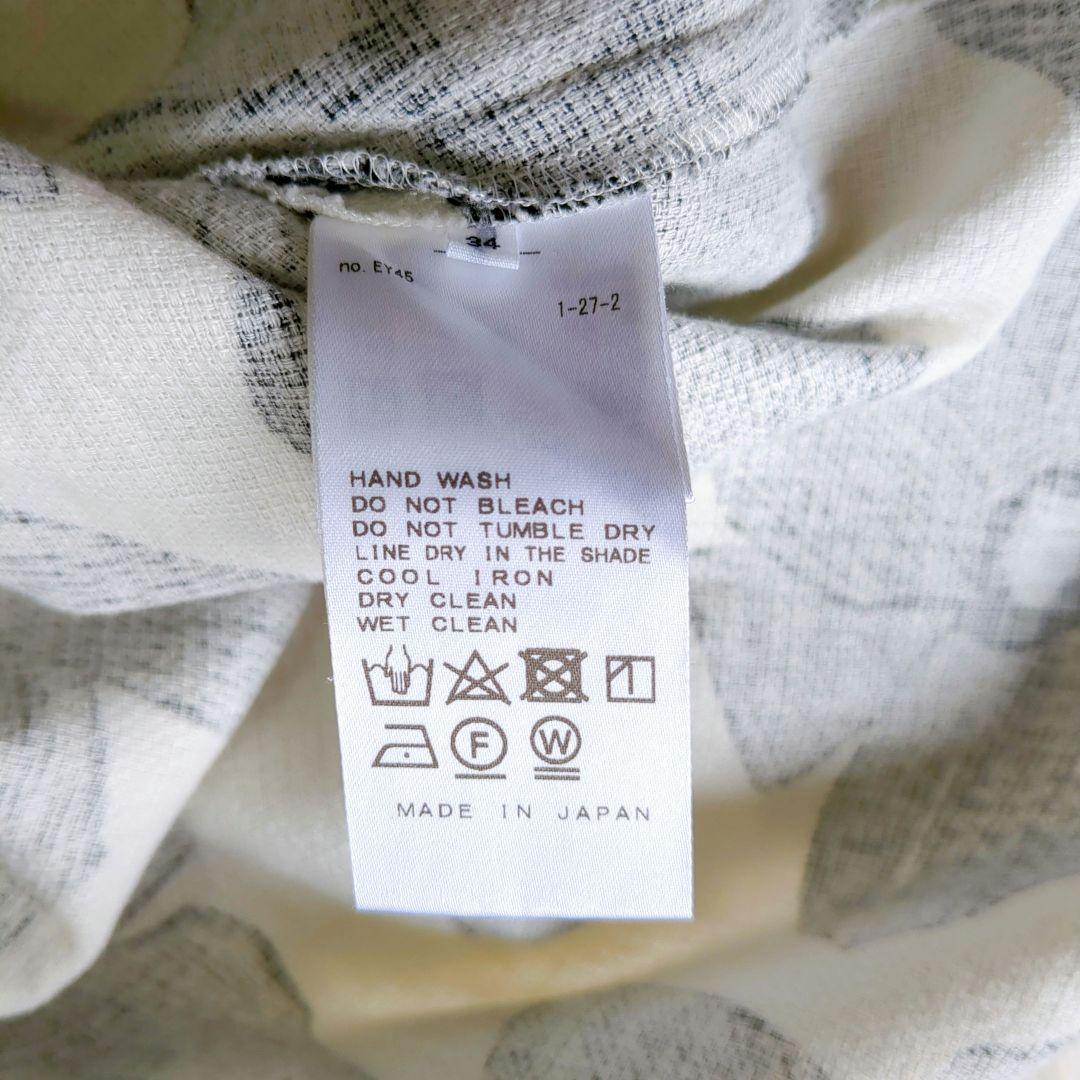 34
no. EY45
1-27-2
HAND WASH
DO NOT BLEACH
DO NOT TUMBLE DRY
LINE DRY IN THE SHADE
COOL IRON
DRY CLEAN
WET CLEAN
F W
MADE IN JAPAN